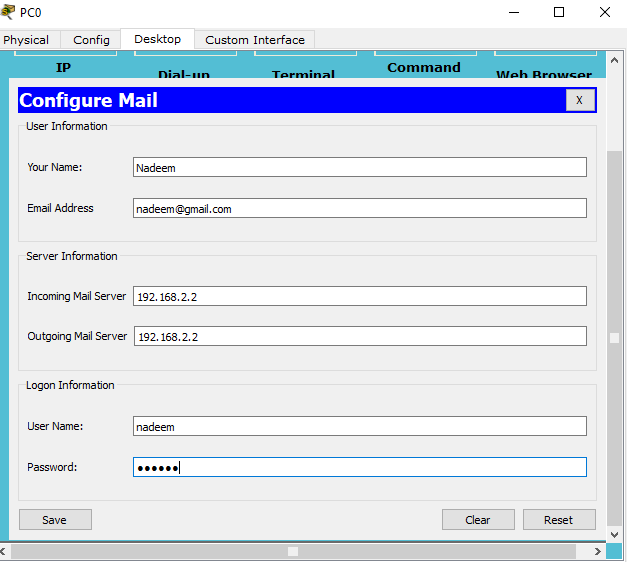 PC0
Physical Config Desktop Custom Interface
IP Dial-up Terminal Command Web Browser
Configure Mail X
User Information
Your Name: Nadeem
Email Address nadeem@gmail.com
Server Information
Incoming Mail Server 192.168.2.2
Outgoing Mail Server 192.168.2.2
Logon Information
User Name: nadeem
Password: ●●●●●●
Save Clear Reset